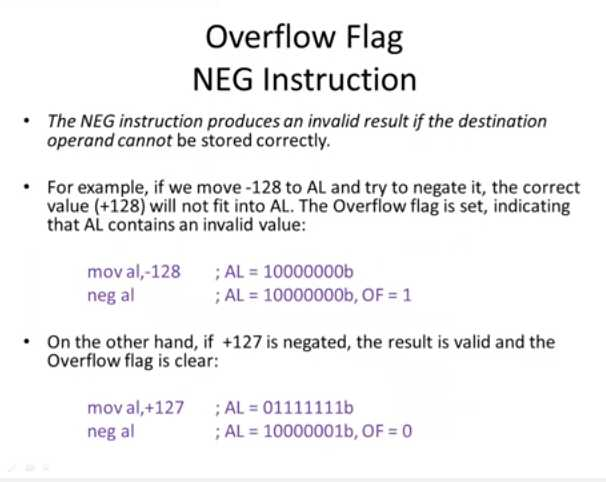 Overflow Flag
NEG Instruction
• The NEG instruction produces an invalid result if the destination
operand cannot be stored correctly.
• For example, if we move -128 to AL and try to negate it, the correct
value (+128) will not fit into AL. The Overflow flag is set, indicating
that AL contains an invalid value:
mov al,-128 ; AL = 10000000b
neg al ; AL = 10000000b, OF = 1
• On the other hand, if +127 is negated, the result is valid and the
Overflow flag is clear:
mov al,+127 ; AL = 01111111b
neg al ; AL = 10000001b, OF = 0